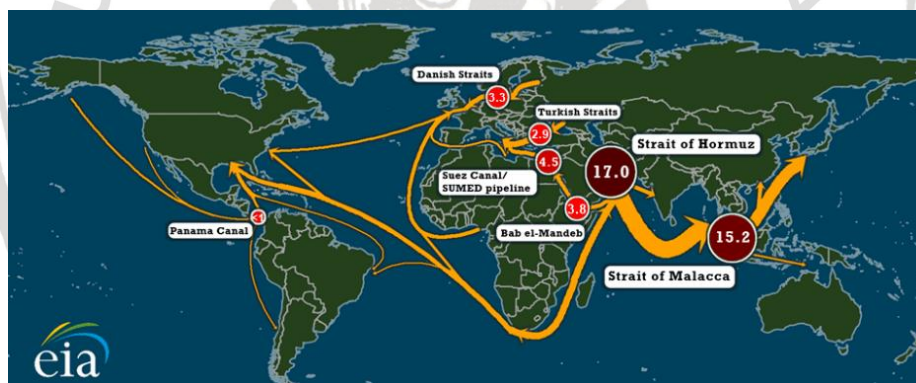 Danish Straits
3.3
Turkish Straits
2.9
Strait of Hormuz
17.0
4.5
Suez Canal/
SUMED pipeline
3.8
Bab el-Mandeb
Panama Canal
15.2
Strait of Malacca
eia